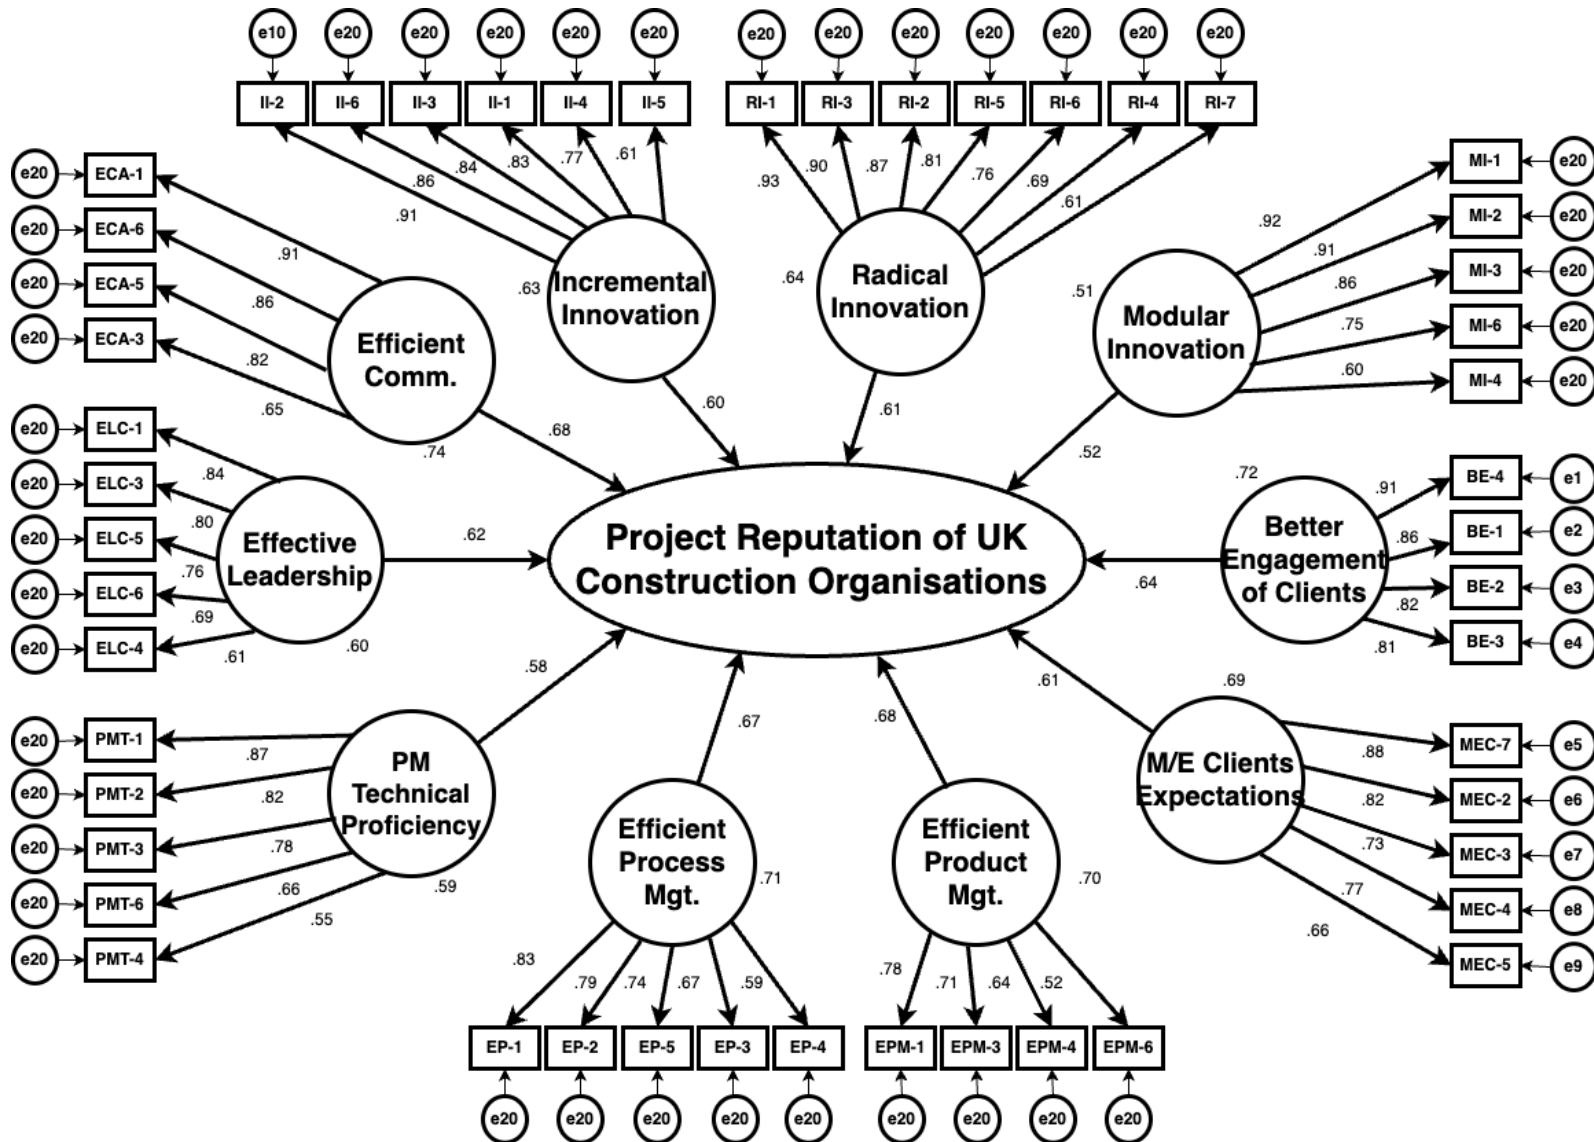 e10 e20 e20 e20 e20 e20 e20 e20 e20 e20 e20 e20 e20
II-2 II-6 II-3 II-1 II-4 II-5 RI-1 RI-3 RI-2 RI-5 RI-6 RI-4 RI-7
.91 .86 .84 .83 .77 .61
.93 .90 .87 .81 .76 .69 .61
e20 ECA-1
e20 ECA-6
e20 ECA-5
e20 ECA-3
.91
.86
.82
.65
Efficient
Comm.
.74
.68
Incremental
Innovation
.63
.60
Radical
Innovation
.64
.61
Modular
Innovation
.51
.52
.92
.91
.86
.75
.60
MI-1 e20
MI-2 e20
MI-3 e20
MI-6 e20
MI-4 e20
e20 ELC-1
e20 ELC-3
e20 ELC-5
e20 ELC-6
e20 ELC-4
.84
.80
.76
.69
.61
Effective
Leadership
.60
.62
Project Reputation of UK
Construction Organisations
.72
Better
Engagement
of Clients
.64
.91
.86
.82
.81
BE-4 e1
BE-1 e2
BE-2 e3
BE-3 e4
e20 PMT-1
e20 PMT-2
e20 PMT-3
e20 PMT-6
e20 PMT-4
.87
.82
.78
.66
.55
PM
Technical
Proficiency
.59
.58
Efficient
Process
Mgt.
.71
.67
Efficient
Product
Mgt.
.70
.68
.69
M/E Clients
Expectations
.61
.88
.82
.73
.77
.66
MEC-7 e5
MEC-2 e6
MEC-3 e7
MEC-4 e8
MEC-5 e9
.83 .79 .74 .67 .59
.78 .71 .64 .52
EP-1 EP-2 EP-5 EP-3 EP-4 EPM-1 EPM-3 EPM-4 EPM-6
e20 e20 e20 e20 e20 e20 e20 e20 e20